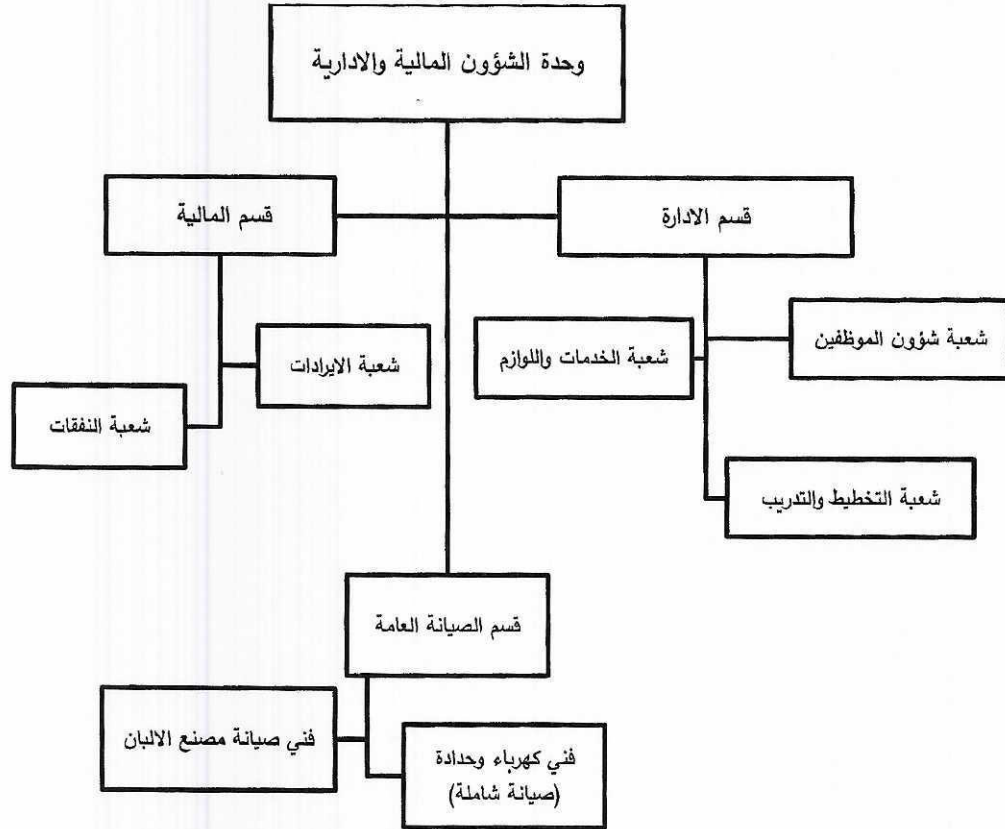 وحدة الشؤون المالية والادارية
قسم الادارة
قسم المالية
شعبة شؤون الموظفين
شعبة الخدمات واللوازم
شعبة الايرادات
شعبة النفقات
شعبة التخطيط والتدريب
قسم الصيانة العامة
فني صيانة مصنع الالبان
فني كهرباء وحدادة
(صيانة شاملة)